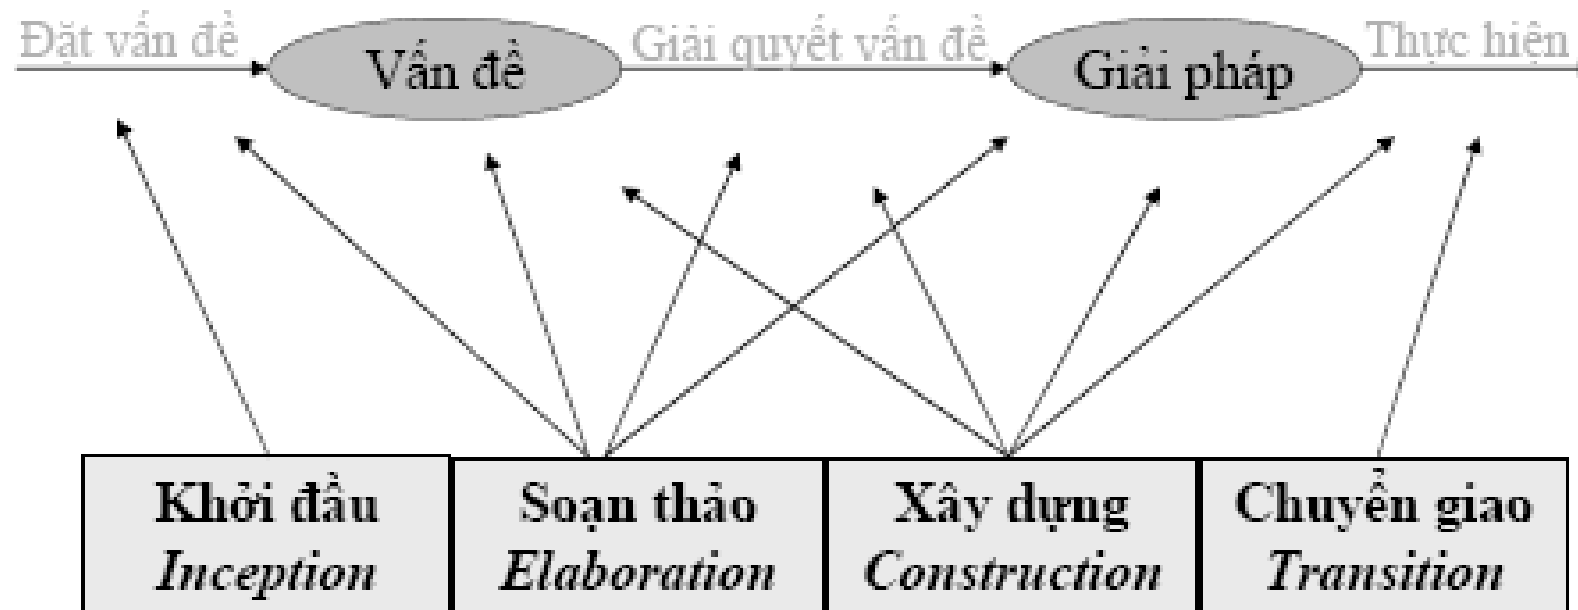 Đặt vấn đề
Vấn đề
Giải quyết vấn đề
Giải pháp
Thực hiện
Khởi đầu
Inception
Soạn thảo
Elaboration
Xây dựng
Construction
Chuyển giao
Transition